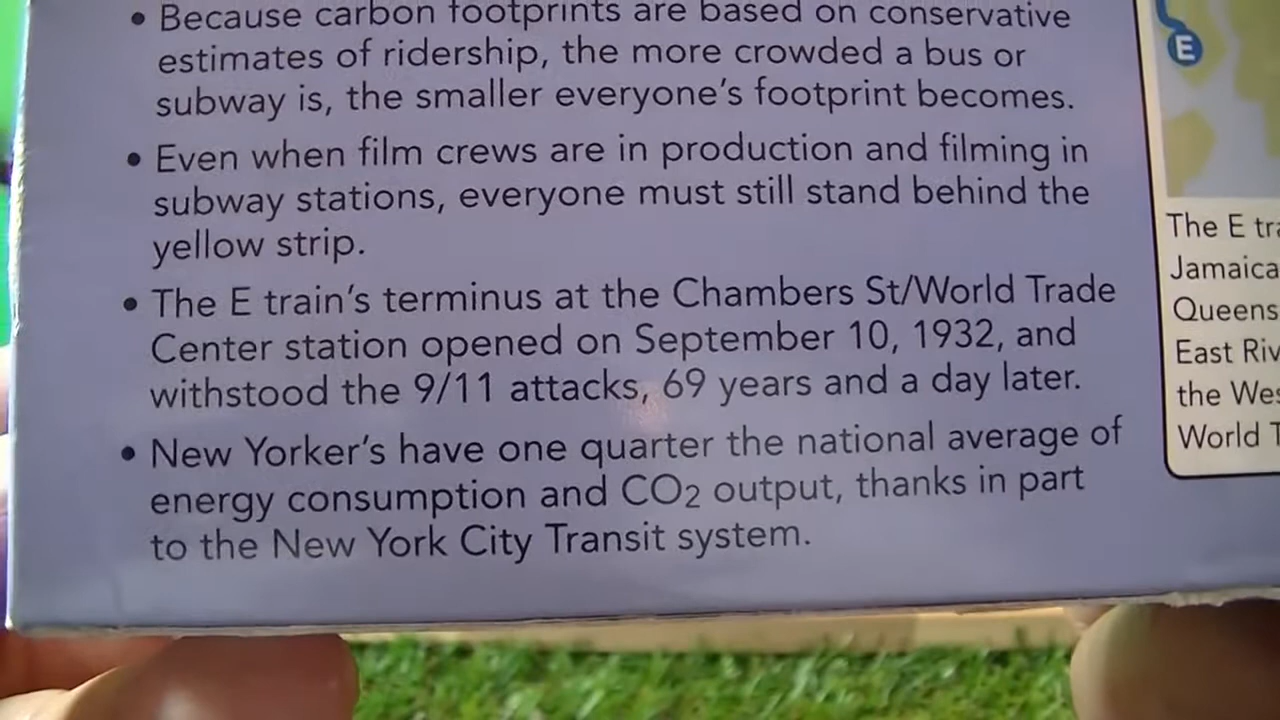 • Because carbon footprints are based on conservative
estimates of ridership, the more crowded a bus or
subway is, the smaller everyone's footprint becomes.
• Even when film crews are in production and filming in
subway stations, everyone must still stand behind the
yellow strip.
• The E train's terminus at the Chambers St/World Trade
Center station opened on September 10, 1932, and
withstood the 9/11 attacks, 69 years and a day later.
• New Yorker's have one quarter the national average of
energy consumption and CO2 output, thanks in part
to the New York City Transit system.
E
The E
Jamaica
Queens
East
the
World